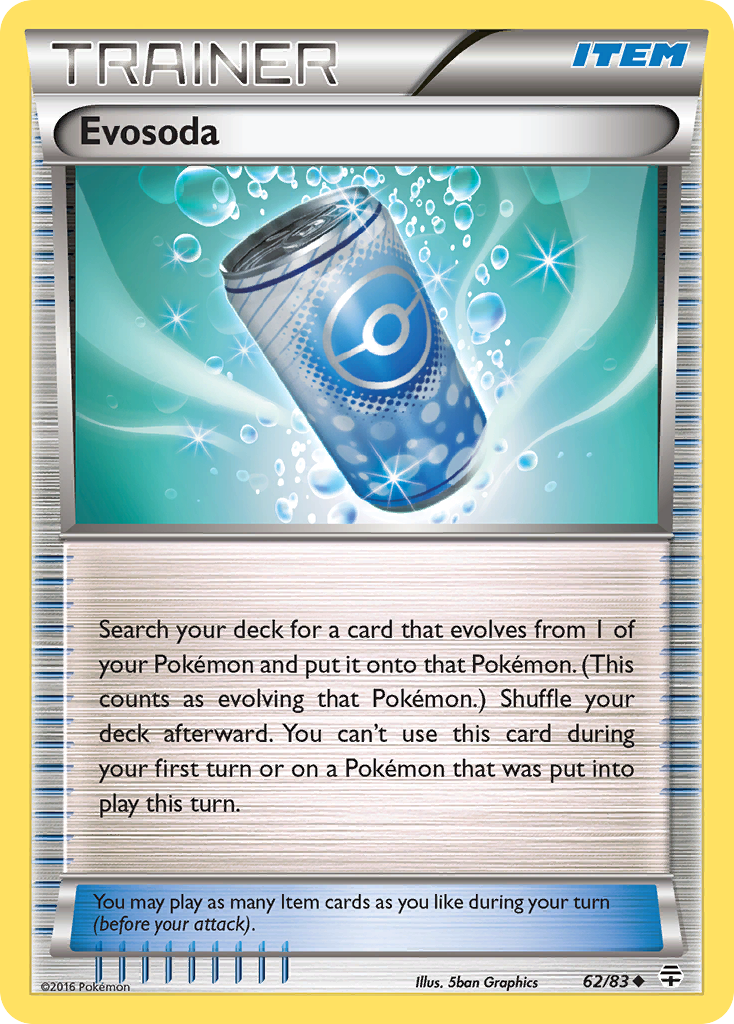 TRAINER
ITEM
Evosoda
Search your deck for a card that evolves from 1 of
your Pokémon and put it onto that Pokémon. (This
counts as evolving that Pokémon.) Shuffle your
deck afterward. You can't use this card during
your first turn or on a Pokémon that was put into
play this turn.
You may play as many Item cards as you like during your turn
(before your attack).
©2016 Pokémon
Illus. 5ban Graphics
62/83